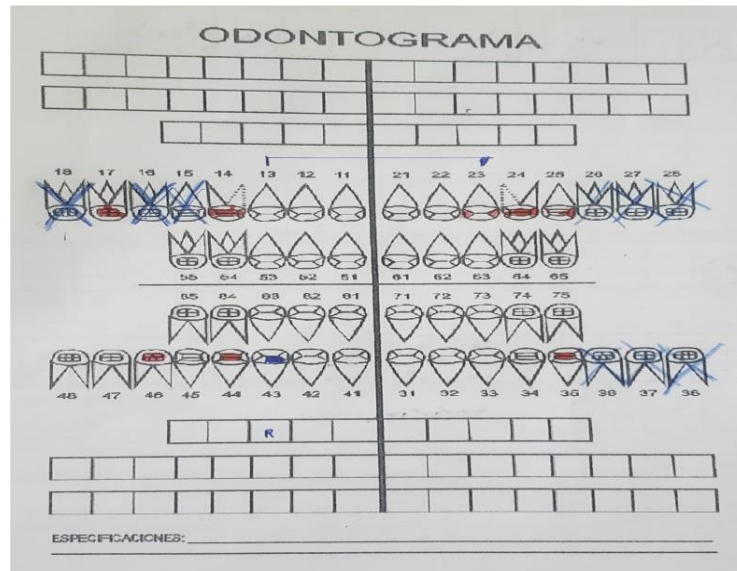 ODONTOGRAMA
18 17 16 15 14 13 12 11 21 22 23 24 25 26 27 28
55 54 53 52 51 61 62 63 64 65
85 84 83 82 81 71 72 73 74 75
48 47 46 45 44 43 42 41 31 32 33 34 35 36 37 38
R
ESPECIFICACIONES: